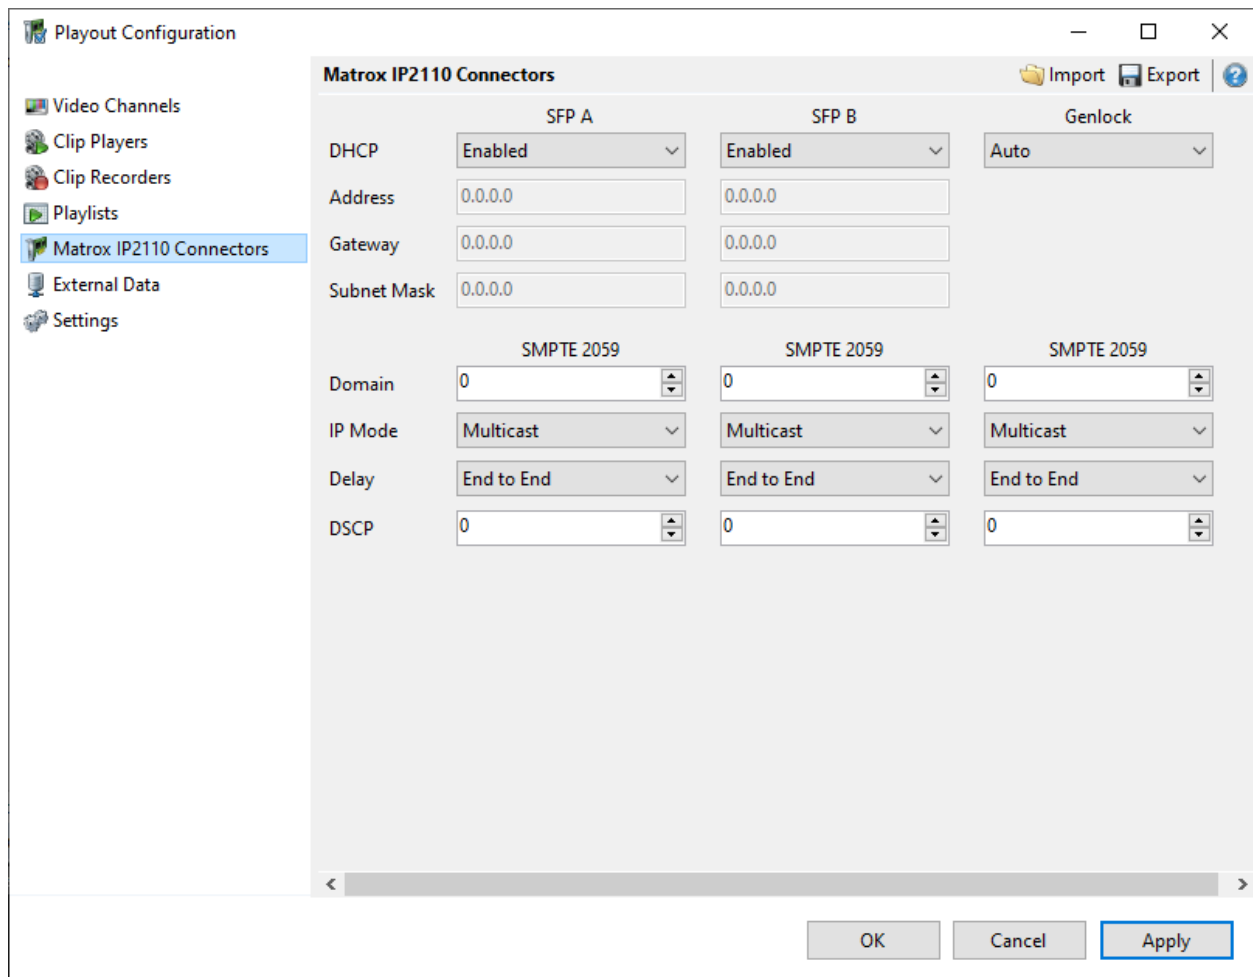 Playout Configuration
Video Channels
Clip Players
Clip Recorders
Playlists
Matrox IP2110 Connectors
External Data
Settings
Matrox IP2110 Connectors Import Export
SFP A SFP B Genlock
DHCP Enabled Enabled Auto
Address 0.0.0.0 0.0.0.0
Gateway 0.0.0.0 0.0.0.0
Subnet Mask 0.0.0.0 0.0.0.0
SMPTE 2059 SMPTE 2059 SMPTE 2059
Domain 0 0 0
IP Mode Multicast Multicast Multicast
Delay End to End End to End End to End
DSCP 0 0 0
OK Cancel Apply